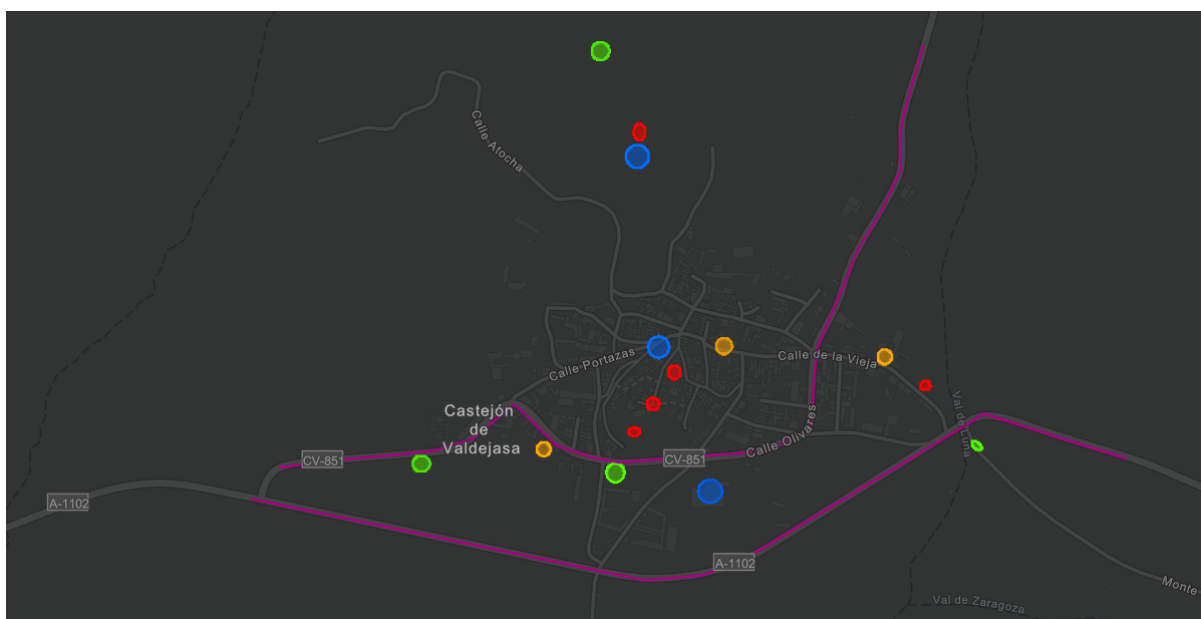 Calle Atocha
Calle Portazas
Calle de la Vieja
Castejón
de
Valdejasa
Calle Olivares
Val de Luna
CV-851
CV-851
A-1102
A-1102
Monte
Val de Zaragoza